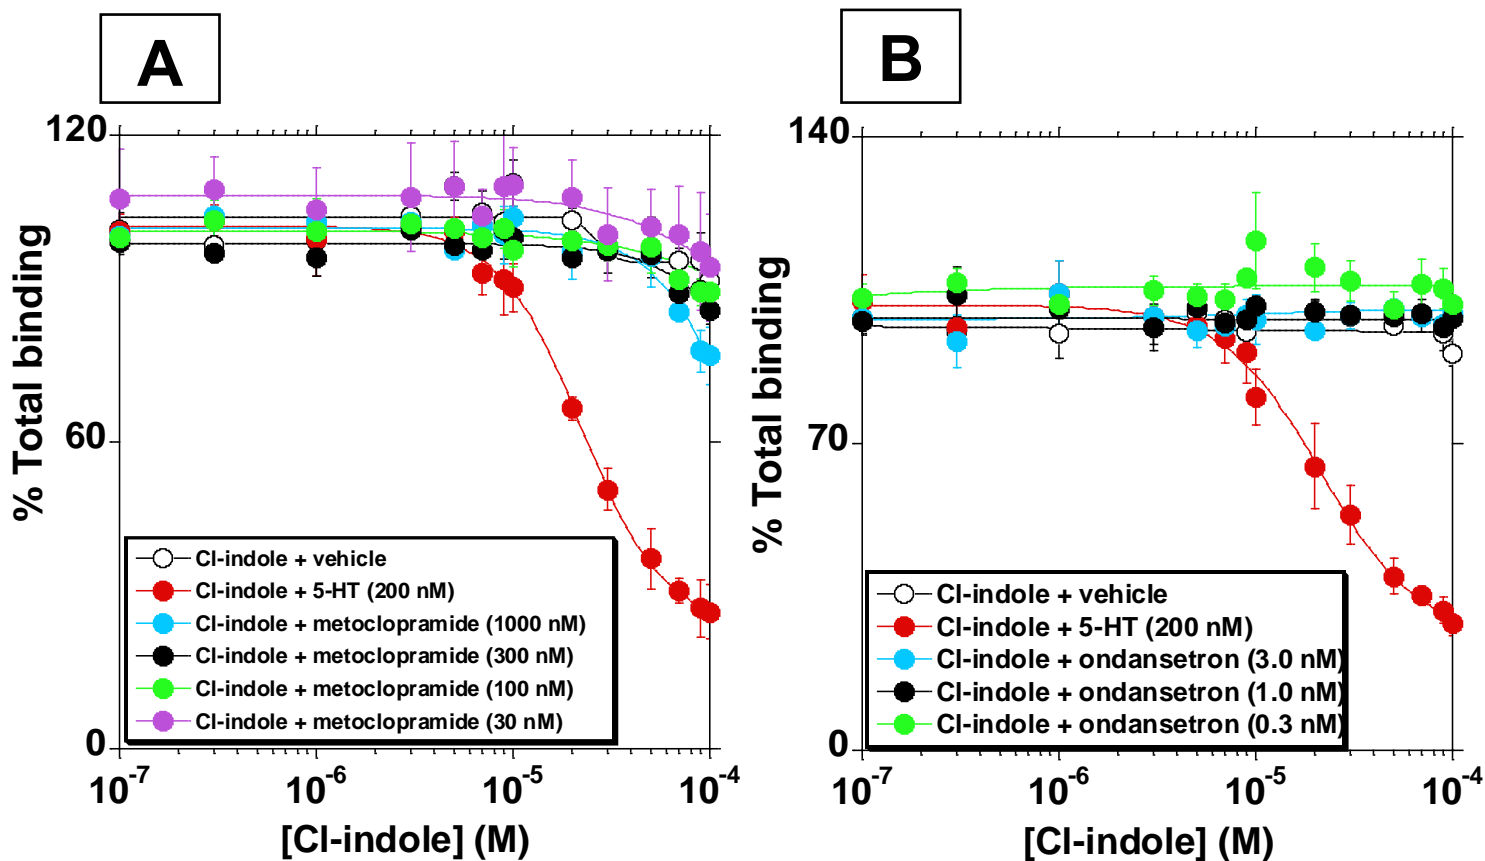 A
% Total binding
120
60
0
Cl-indole + vehicle
Cl-indole + 5-HT (200 nM)
Cl-indole + metoclopramide (1000 nM)
Cl-indole + metoclopramide (300 nM)
Cl-indole + metoclopramide (100 nM)
Cl-indole + metoclopramide (30 nM)
10⁻⁷ 10⁻⁶ 10⁻⁵ 10⁻⁴
[Cl-indole] (M)
B
% Total binding
140
70
0
Cl-indole + vehicle
Cl-indole + 5-HT (200 nM)
Cl-indole + ondansetron (3.0 nM)
Cl-indole + ondansetron (1.0 nM)
Cl-indole + ondansetron (0.3 nM)
10⁻⁷ 10⁻⁶ 10⁻⁵ 10⁻⁴
[Cl-indole] (M)